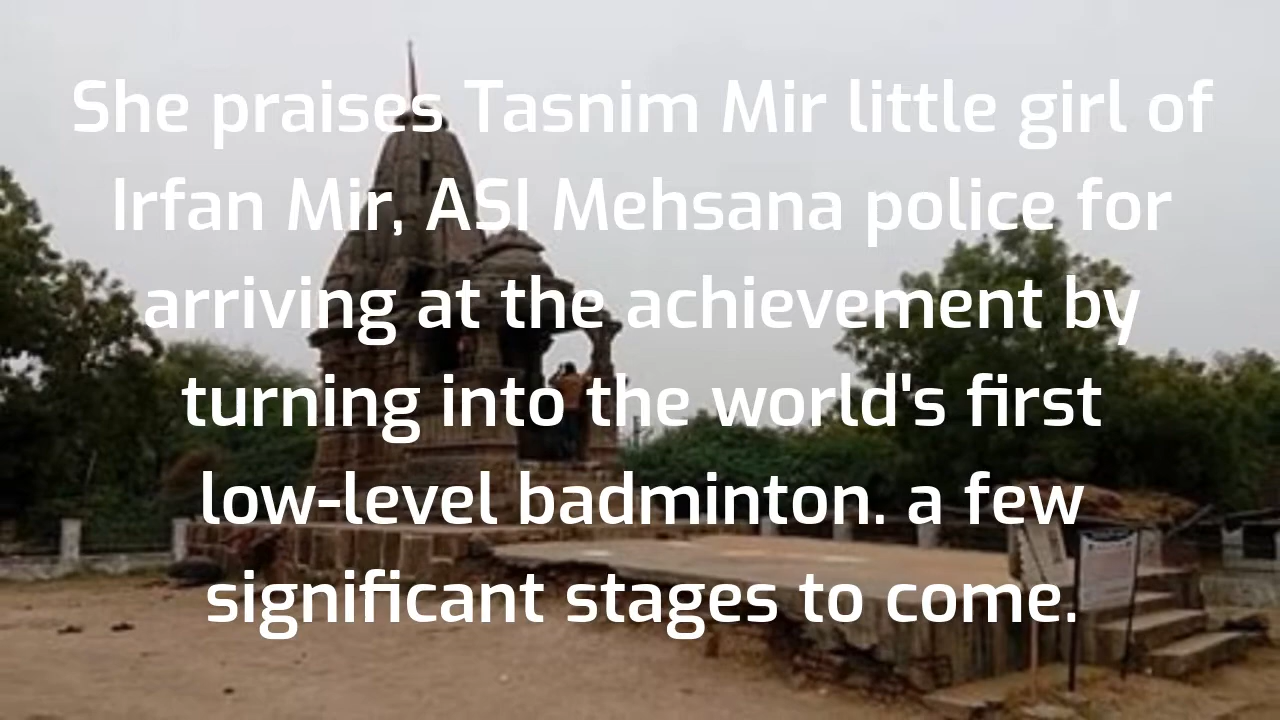 She praises Tasnim Mir little girl of
Irfan Mir, ASI Mehsana police for
arriving at the achievement by
turning into the world's first
low-level badminton. a few
significant stages to come.